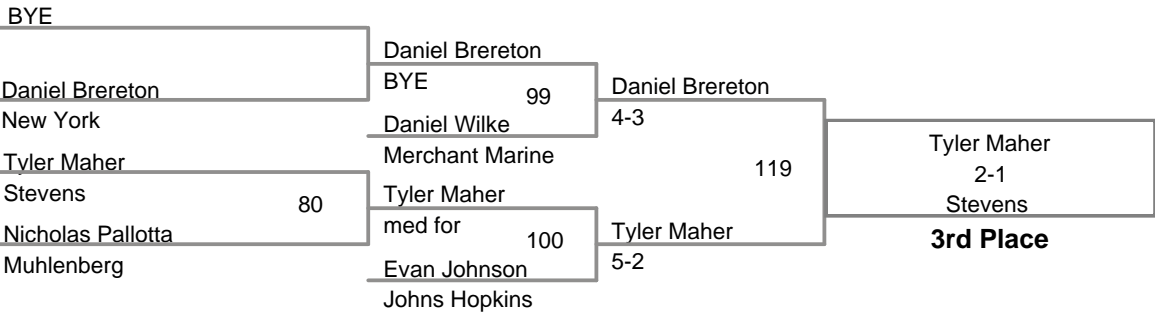 BYE
Daniel Brereton
New York
Tyler Maher
Stevens
80
Nicholas Pallotta
Muhlenberg
Daniel Brereton
BYE
99
Daniel Wilke
Merchant Marine
Tyler Maher
med for
100
Evan Johnson
Johns Hopkins
Daniel Brereton
4-3
119
Tyler Maher
5-2
Tyler Maher
2-1
Stevens
3rd Place